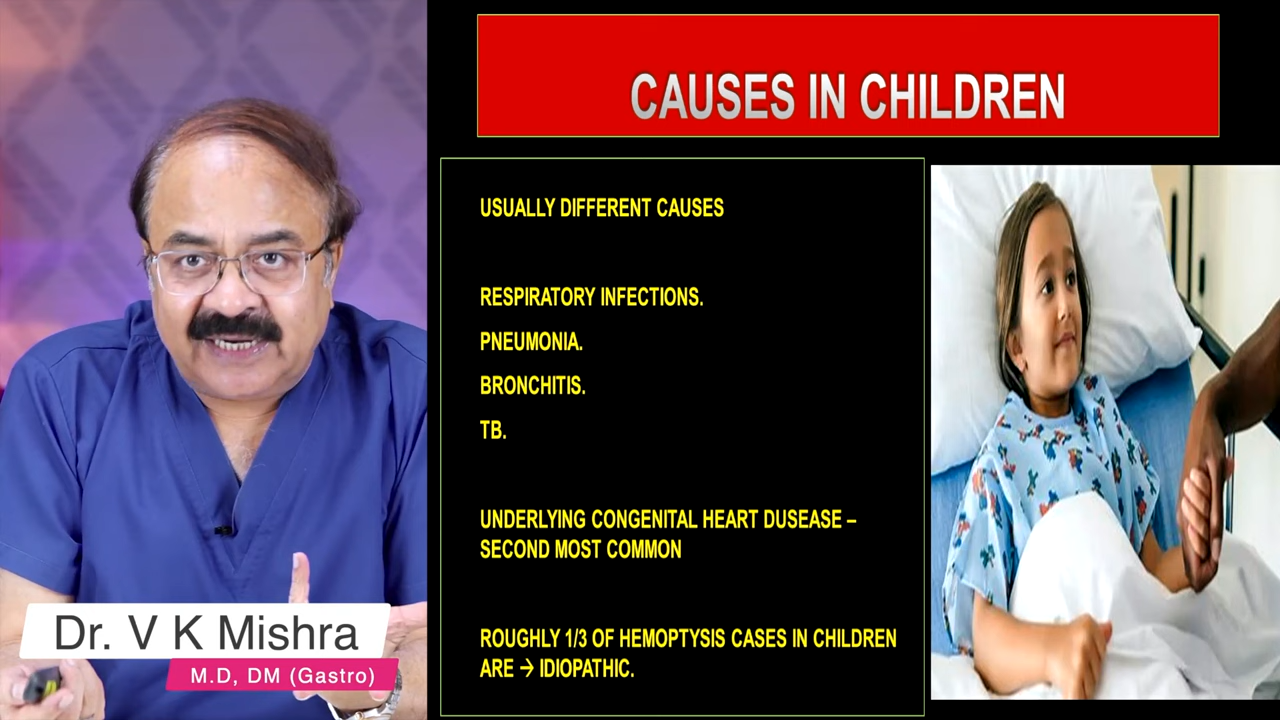 CAUSES IN CHILDREN
USUALLY DIFFERENT CAUSES
RESPIRATORY INFECTIONS.
PNEUMONIA.
BRONCHITIS.
TB.
UNDERLYING CONGENITAL HEART DUSEASE –
SECOND MOST COMMON
ROUGHLY 1/3 OF HEMOPTYSIS CASES IN CHILDREN
ARE → IDIOPATHIC.
Dr. V K Mishra
M.D, DM (Gastro)